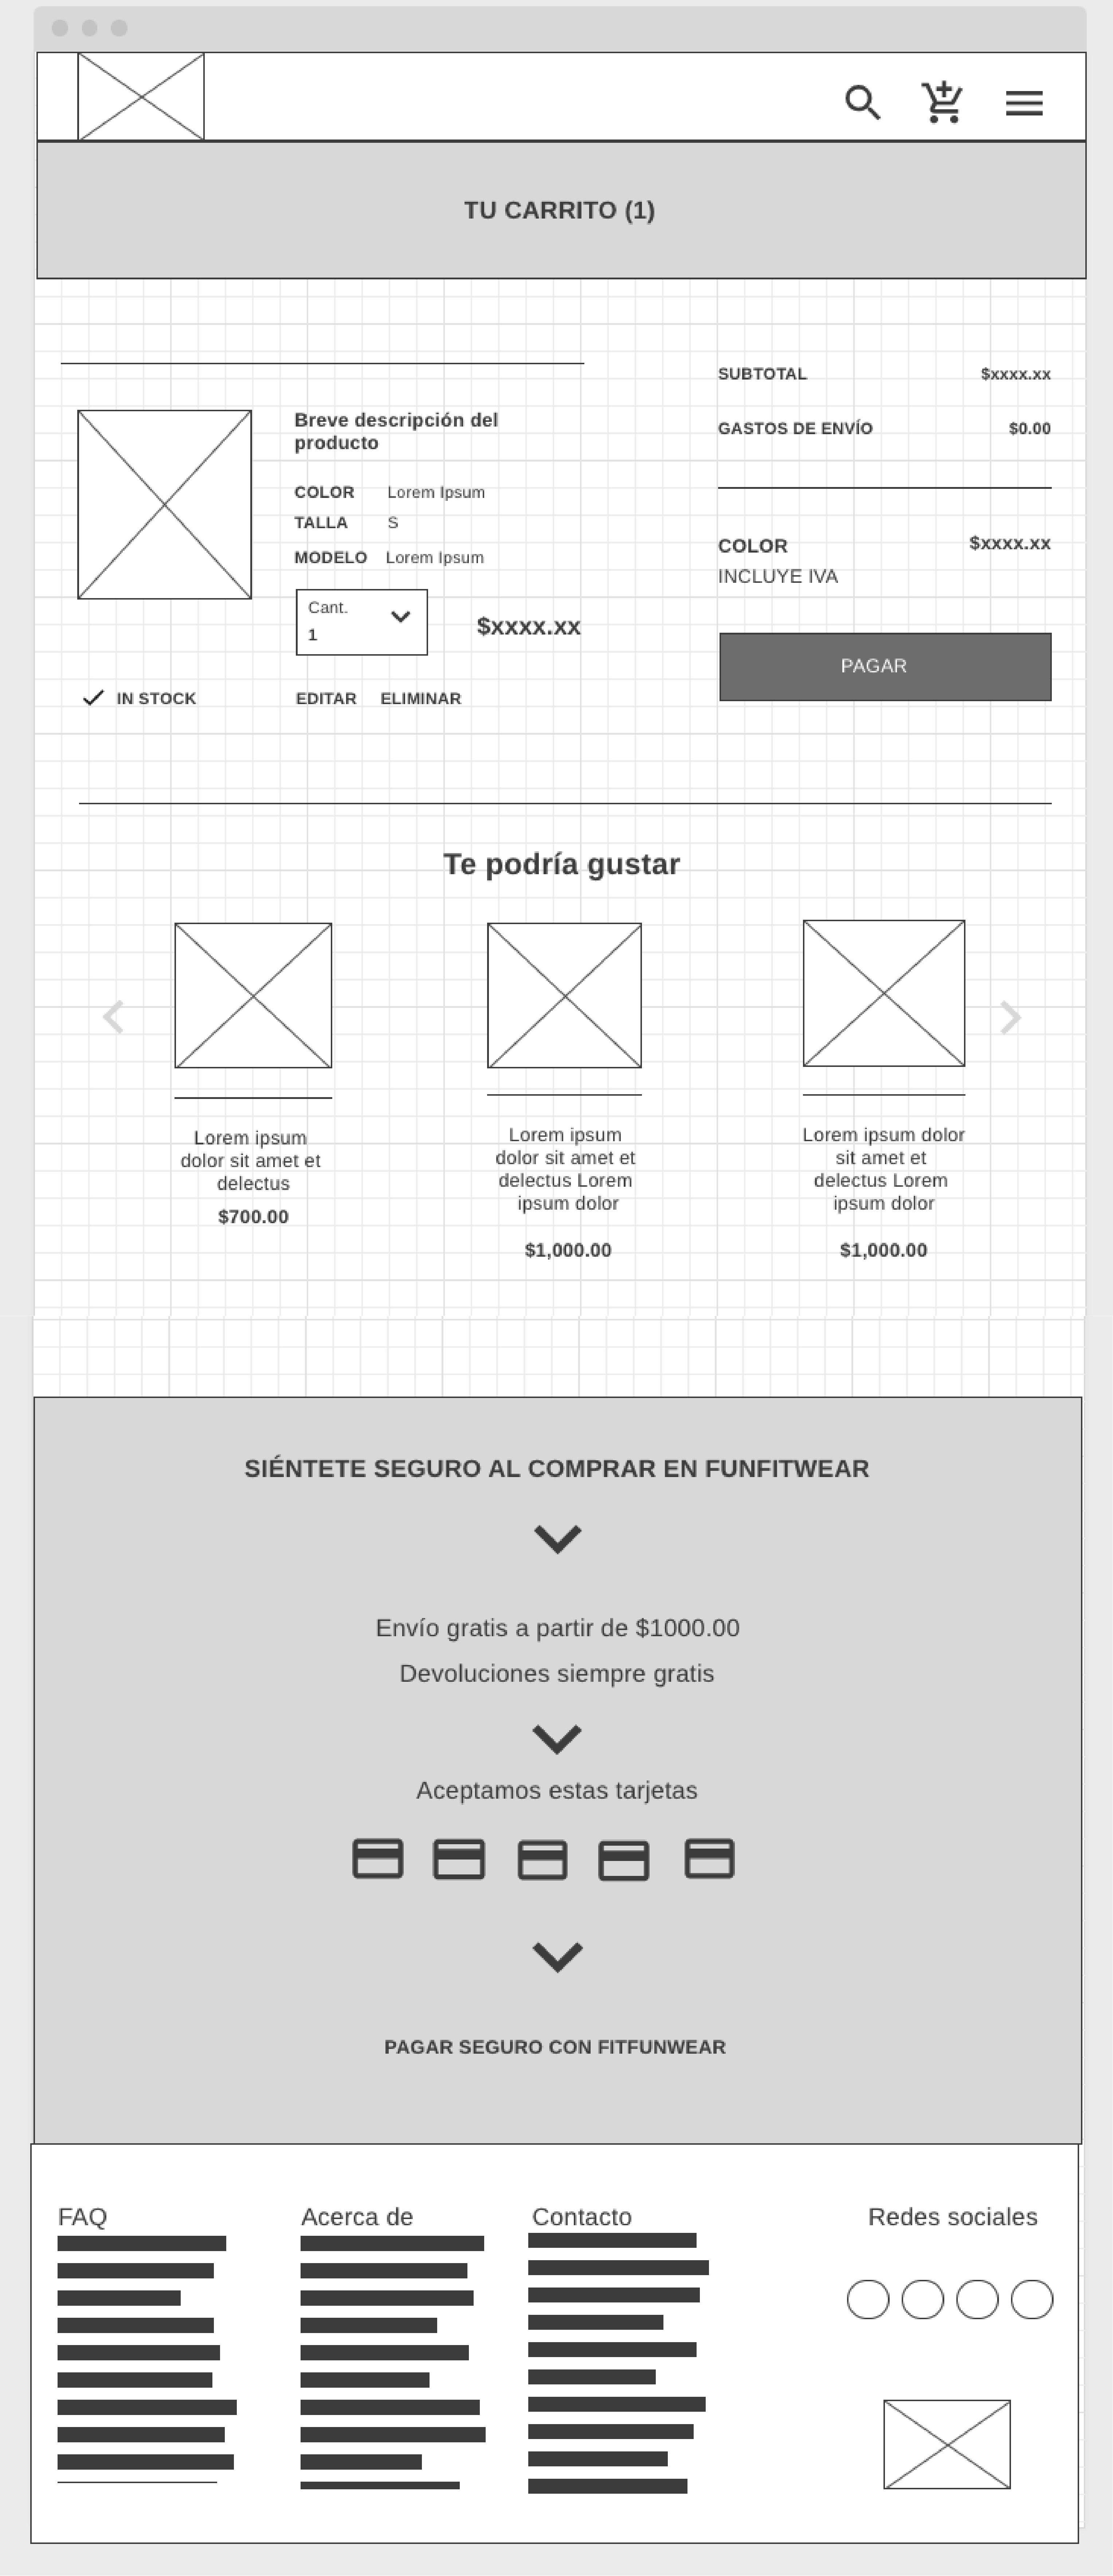 TU CARRITO (1)
Breve descripción del
producto
COLOR Lorem Ipsum
TALLA S
MODELO Lorem Ipsum
Cant.
1
$xxxx.xx
IN STOCK
EDITAR ELIMINAR
SUBTOTAL $xxxx.xx
GASTOS DE ENVÍO $0.00
COLOR $xxxx.xx
INCLUYE IVA
PAGAR
Te podría gustar
Lorem ipsum
dolor sit amet et
delectus
$700.00
Lorem ipsum
dolor sit amet et
delectus Lorem
ipsum dolor
$1,000.00
Lorem ipsum dolor
sit amet et
delectus Lorem
ipsum dolor
$1,000.00
SIÉNTETE SEGURO AL COMPRAR EN FUNFITWEAR
Envío gratis a partir de $1000.00
Devoluciones siempre gratis
Aceptamos estas tarjetas
PAGAR SEGURO CON FITFUNWEAR
FAQ
Acerca de
Contacto
Redes sociales